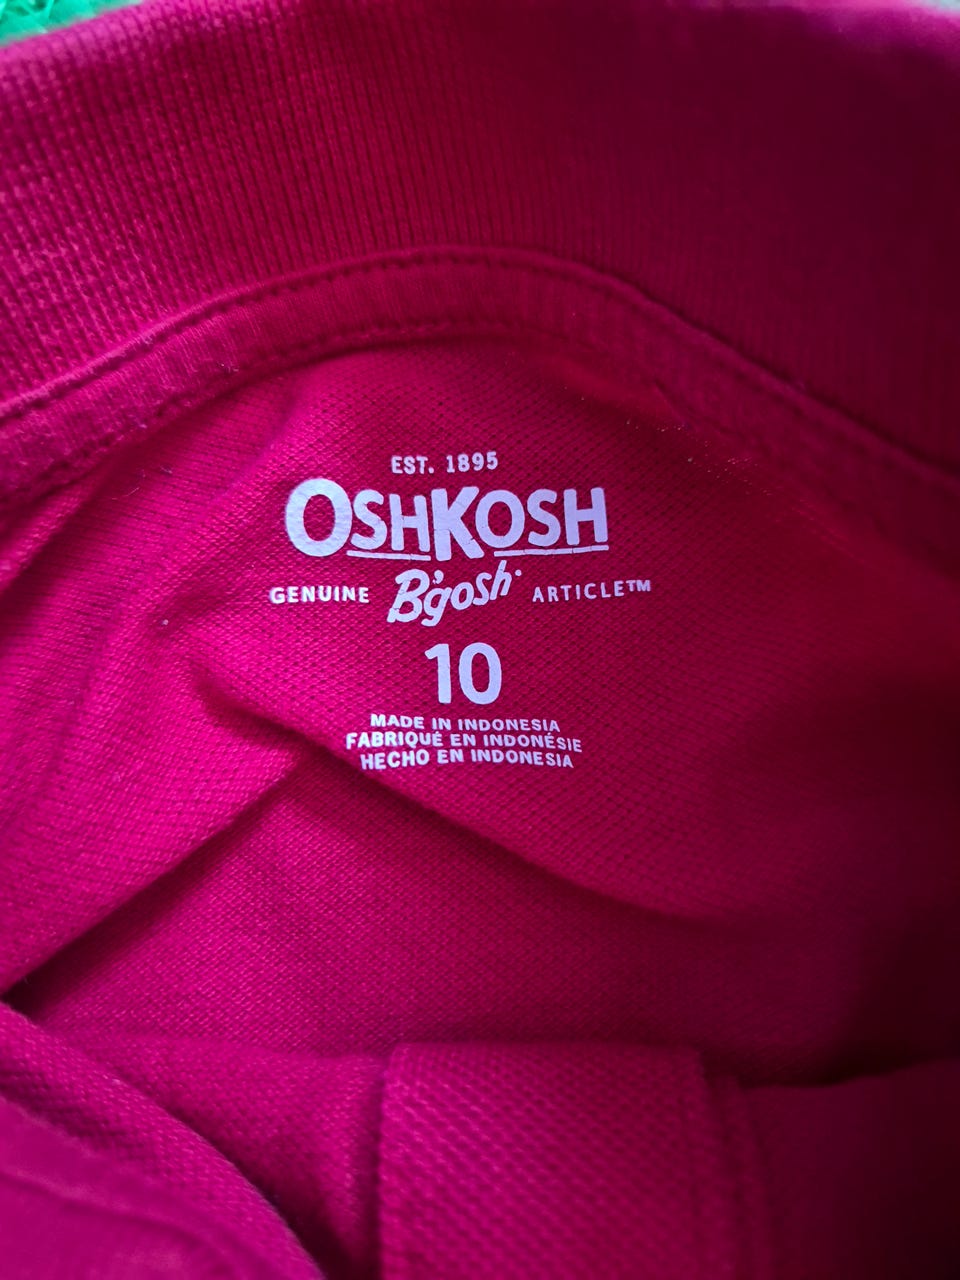 EST. 1895
OSHKOSH
GENUINE B'gosh ARTICLE™
10
MADE IN INDONESIA
FABRIQUÉ EN INDONÉSIE
HECHO EN INDONESIA